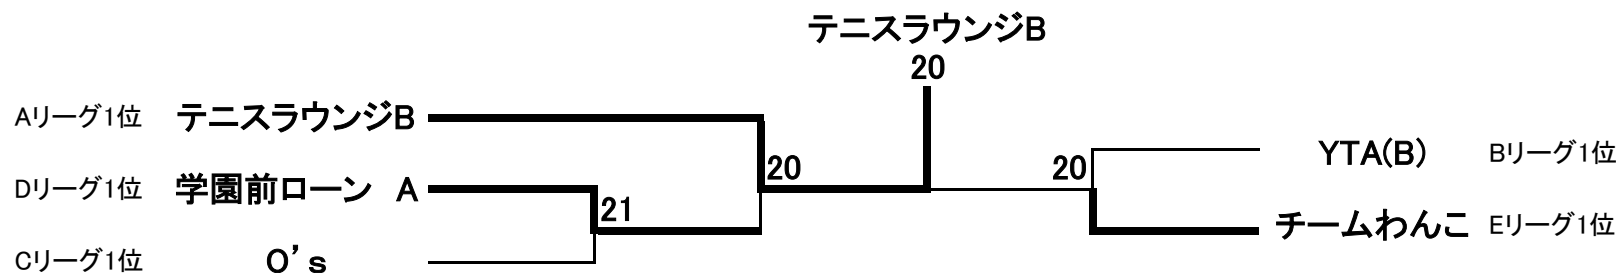 テニスラウンジB
20
Aリーグ1位 テニスラウンジB
20 20 YTA(B) Bリーグ1位
Dリーグ1位 学園前ローン A
21
チームわんこ Eリーグ1位
Cリーグ1位 O's